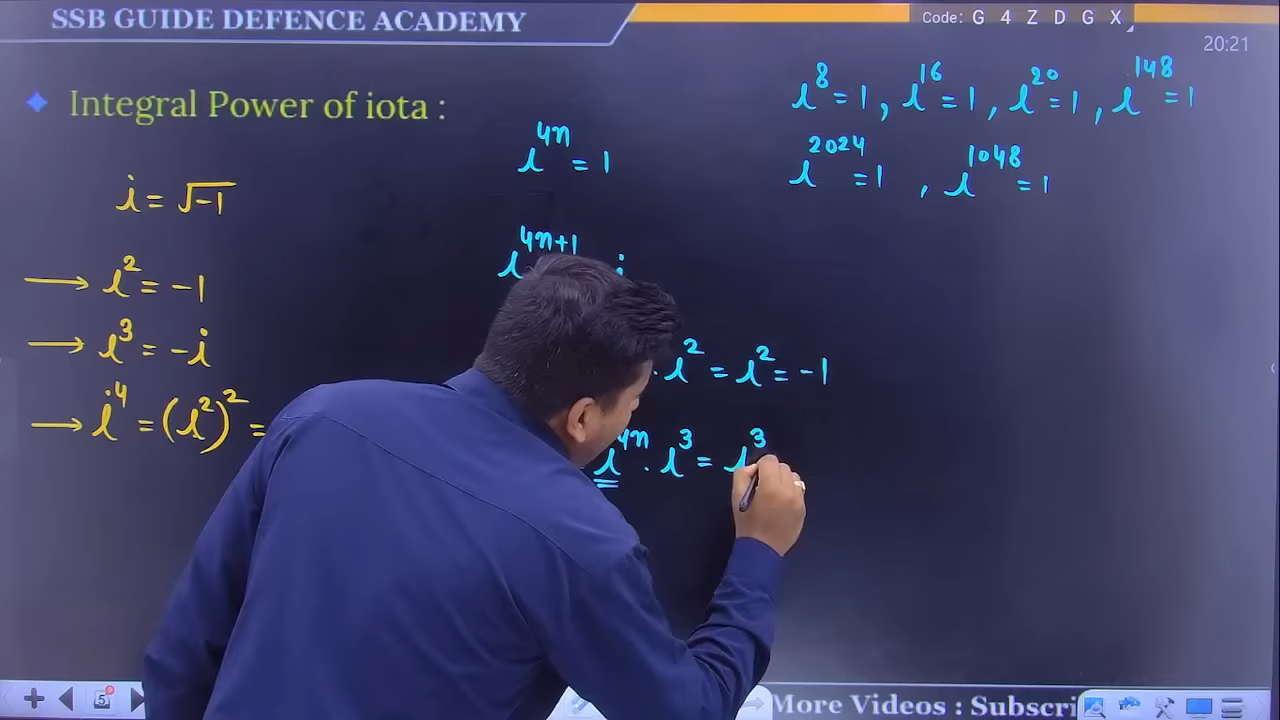 SSB GUIDE DEFENCE ACADEMY
Code: G 4 Z D G X
20:21
Integral Power of iota :
i = √-1
→ i² = -1
→ i³ = -i
→ i⁴ = (i²)² =
i⁴ⁿ = 1
i⁴ⁿ⁺¹ i
. i² = i² = -1
i⁴ⁿ . i³ = i³
i⁸ = 1 , i¹⁶ = 1 , i²⁰ = 1 , i¹⁴⁸ = 1
i²⁰²⁴ = 1 , i¹⁰⁴⁸ = 1
5
More Videos : Subscri